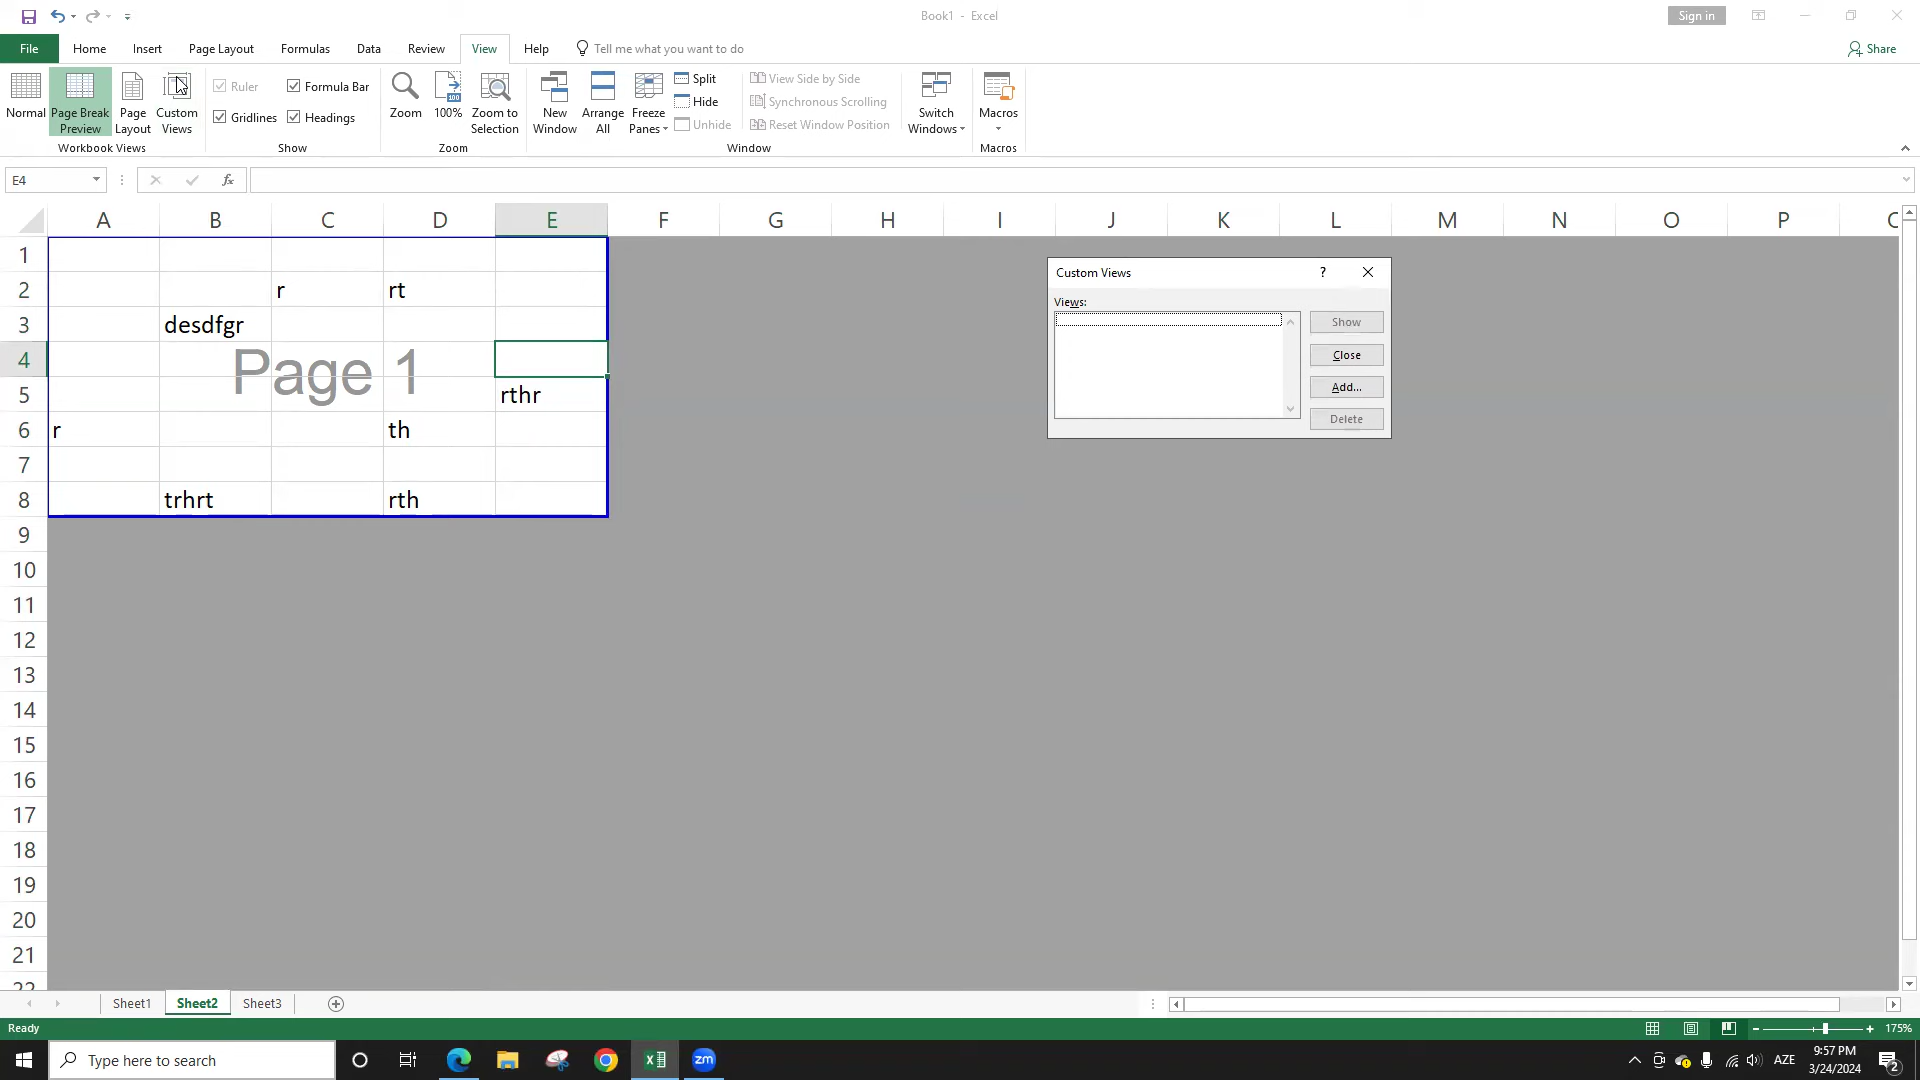 Book1 - Excel
Sign in
File Home Insert Page Layout Formulas Data Review View Help Tell me what you want to do
Share
Normal
Page Break Preview
Page Layout
Custom Views
Workbook Views
Ruler
Formula Bar
Gridlines
Headings
Show
Zoom
100
100%
Zoom to Selection
Zoom
New Window
Arrange All
Freeze Panes
Split
Hide
Unhide
View Side by Side
Synchronous Scrolling
Reset Window Position
Window
Switch Windows
Macros
Macros
E4
fx
A B C D E F G H I J K L M N O P
1
2 r rt
3 desdfgr
4
Page 1
5 rthr
6 r th
7
8 trhrt rth
9
10
11
12
13
14
15
16
17
18
19
20
21
22
Custom Views ?
Views:
Show
Close
Add...
Delete
Sheet1 Sheet2 Sheet3
Ready
175%
Type here to search
zm
AZE
9:57 PM
3/24/2024
2